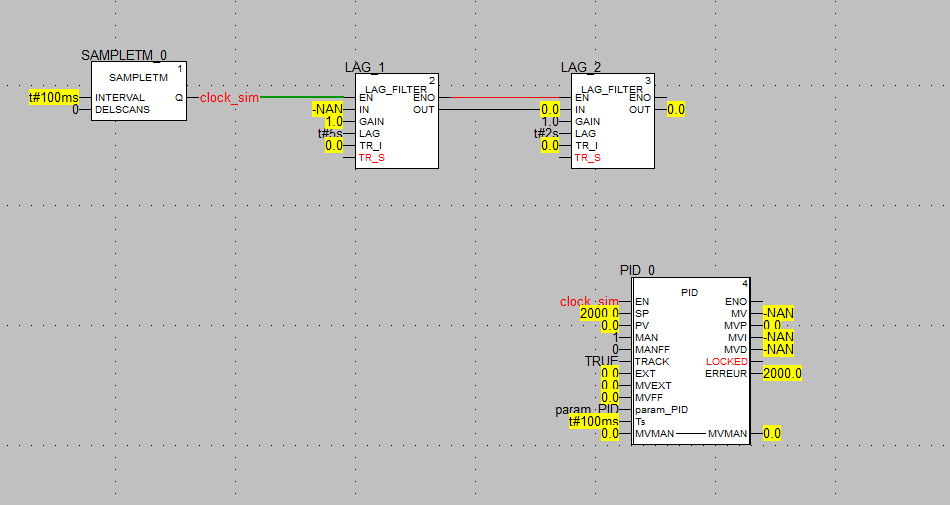 SAMPLETM_0
1
SAMPLETM
t#100ms INTERVAL Q clock_sim
0 DELSCANS
LAG_1
2
LAG_FILTER
EN ENO
-NAN IN OUT
1.0 GAIN
t#5s LAG
0.0 TR_I
TR_S
LAG_2
3
LAG_FILTER
EN ENO
0.0 IN OUT 0.0
1.0 GAIN
t#2s LAG
0.0 TR_I
TR_S
PID_0
4
PID
clock_sim EN ENO
2000.0 SP MV -NAN
0.0 PV MVP 0.0
1 MAN MVI -NAN
0 MANFF MVD -NAN
TRUE TRACK LOCKED
0.0 EXT ERREUR 2000.0
0.0 MVEXT
0.0 MVFF
param_PID param_PID
t#100ms Ts
0.0 MVMAN MVMAN 0.0